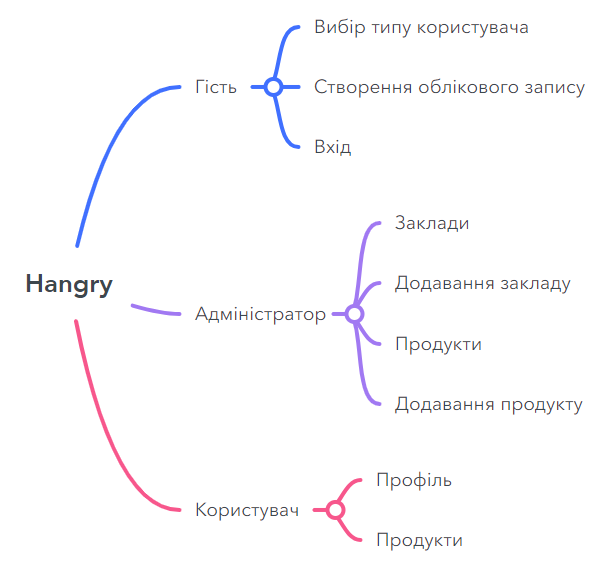 Hangry
Гість
Вибір типу користувача
Створення облікового запису
Вхід
Адміністратор
Заклади
Додавання закладу
Продукти
Додавання продукту
Користувач
Профіль
Продукти